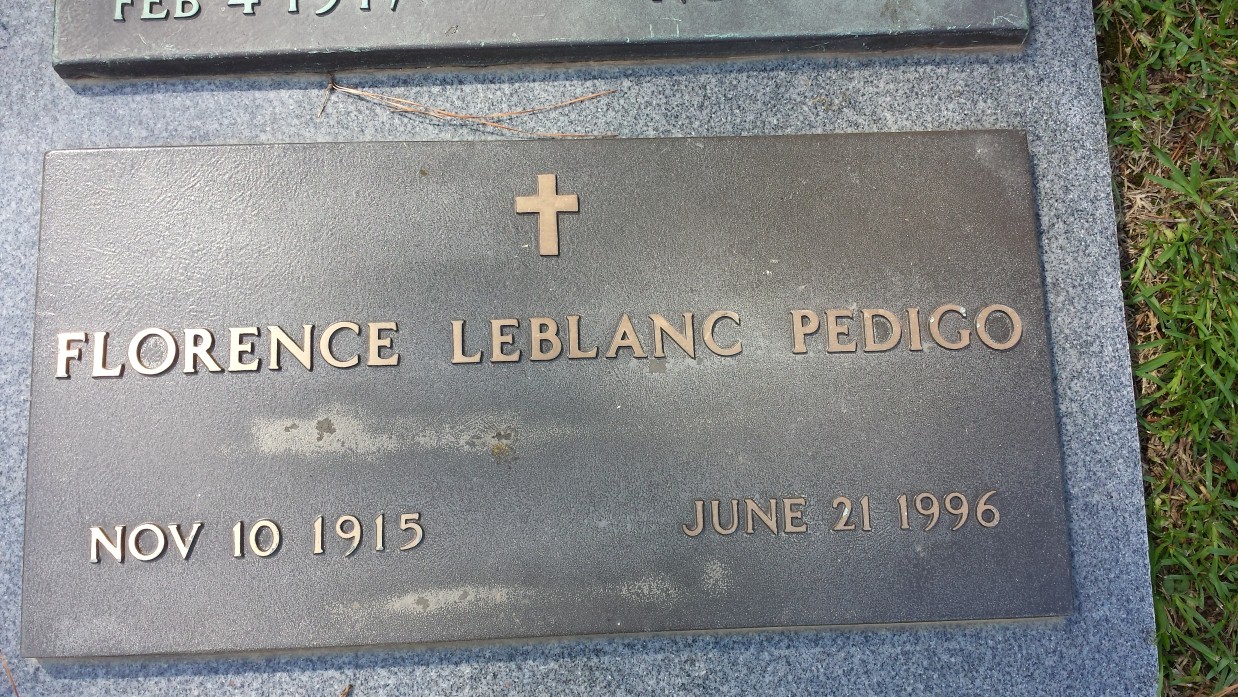 FEB 4 1917
FLORENCE LEBLANC PEDIGO
NOV 10 1915 JUNE 21 1996